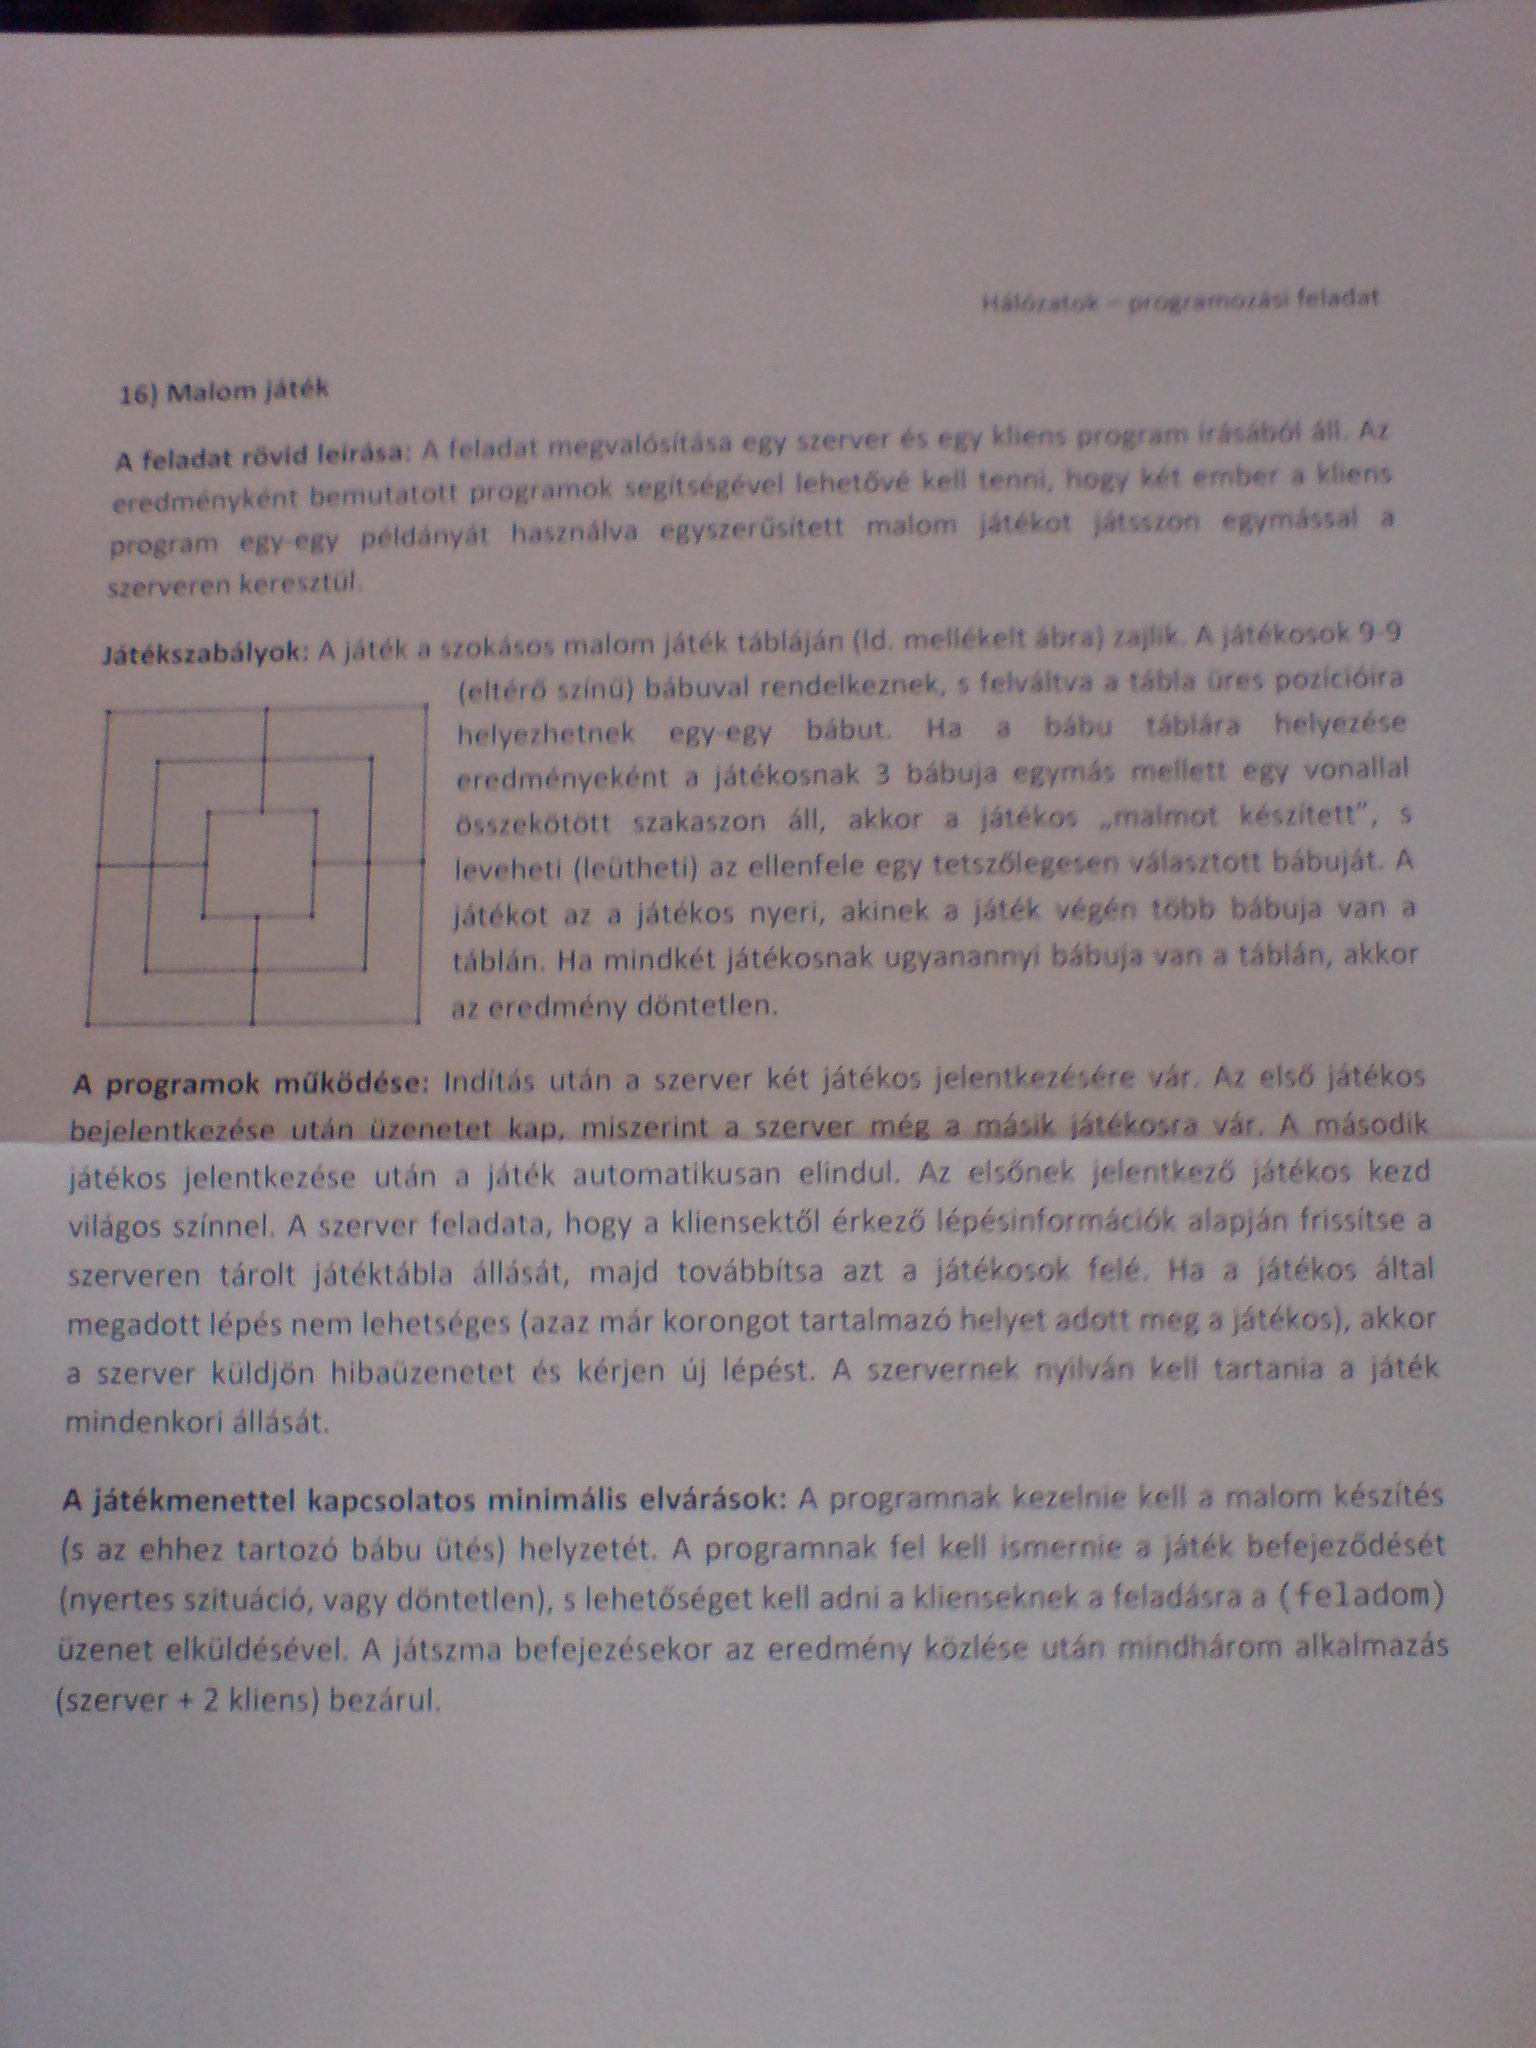 Hálózatok – programozási feladat
16) Malom játék
A feladat rövid leírása: A feladat megvalósítása egy szerver és egy kliens program írásából áll. Az
eredményként bemutatott programok segítségével lehetővé kell tenni, hogy két ember a kliens
program egy-egy példányát használva egyszerűsített malom játékot játsszon egymással a
szerveren keresztül.
Játékszabályok: A játék a szokásos malom játék tábláján (ld. mellékelt ábra) zajlik. A játékosok 9-9
(eltérő színű) bábuval rendelkeznek, s felváltva a tábla üres pozícióira
helyezhetnek egy-egy bábut. Ha a bábu táblára helyezése
eredményeként a játékosnak 3 bábuja egymás mellett egy vonallal
összekötött szakaszon áll, akkor a játékos „malmot készített”, s
leveheti (leütheti) az ellenfele egy tetszőlegesen választott bábuját. A
játékot az a játékos nyeri, akinek a játék végén több bábuja van a
táblán. Ha mindkét játékosnak ugyanannyi bábuja van a táblán, akkor
az eredmény döntetlen.
A programok működése: Indítás után a szerver két játékos jelentkezésére vár. Az első játékos
bejelentkezése után üzenetet kap, miszerint a szerver még a másik játékosra vár. A második
játékos jelentkezése után a játék automatikusan elindul. Az elsőnek jelentkező játékos kezd
világos színnel. A szerver feladata, hogy a kliensektől érkező lépésinformációk alapján frissítse a
szerveren tárolt játéktábla állását, majd továbbítsa azt a játékosok felé. Ha a játékos által
megadott lépés nem lehetséges (azaz már korongot tartalmazó helyet adott meg a játékos), akkor
a szerver küldjön hibaüzenetet és kérjen új lépést. A szervernek nyilván kell tartania a játék
mindenkori állását.
A játékmenettel kapcsolatos minimális elvárások: A programnak kezelnie kell a malom készítés
(s az ehhez tartozó bábu ütés) helyzetét. A programnak fel kell ismernie a játék befejeződését
(nyertes szituáció, vagy döntetlen), s lehetőséget kell adni a klienseknek a feladásra a (feladom)
üzenet elküldésével. A játszma befejezésekor az eredmény közlése után mindhárom alkalmazás
(szerver + 2 kliens) bezárul.